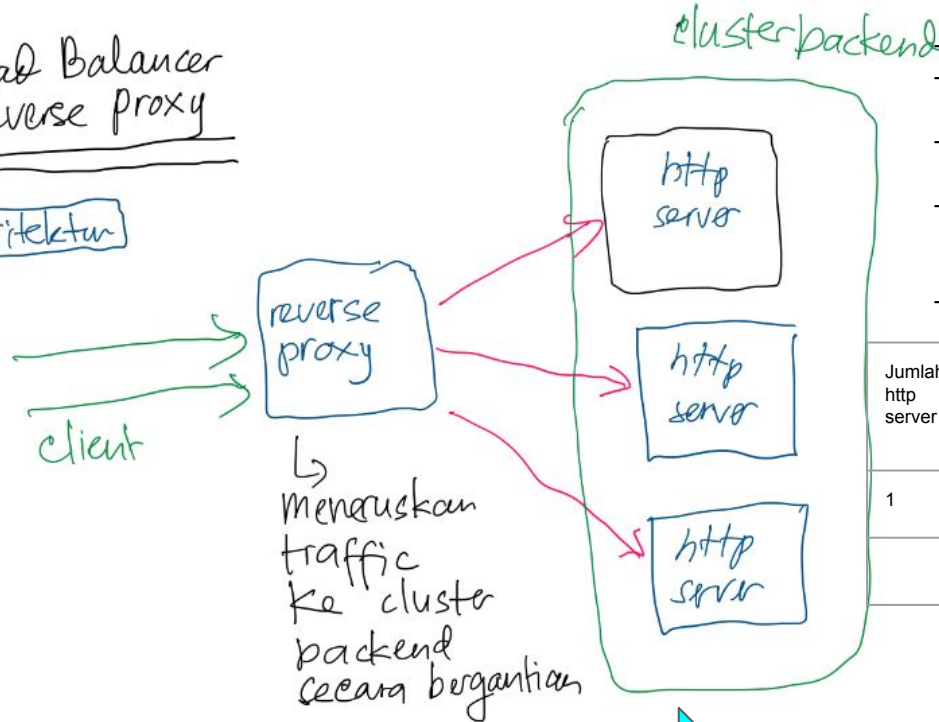 Balancer
proxy
clusterbackend
http
server
reverse
proxy
http
server
Jumlah
http
server
client
1
http
server
↳
meneruskan
traffic
ke cluster
backend
secara bergantian